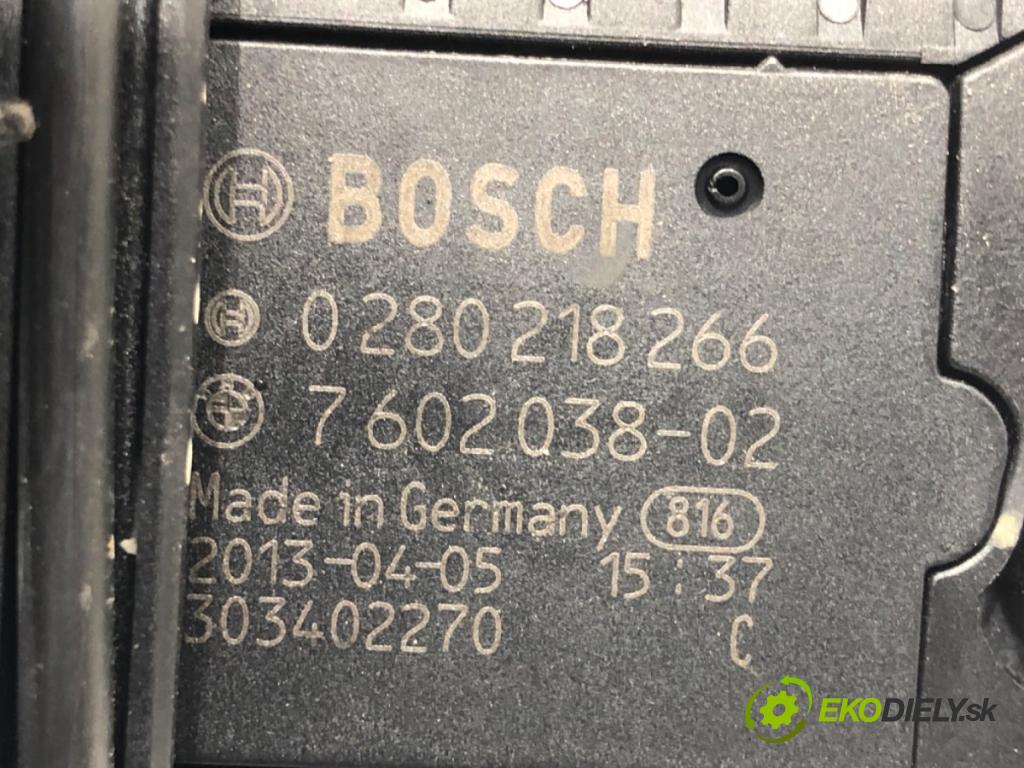 BOSCH
0 280 218 266
7 602 038-02
Made in Germany 816
2013-04-05 15:37
303402270 C
EKODIELY.sk